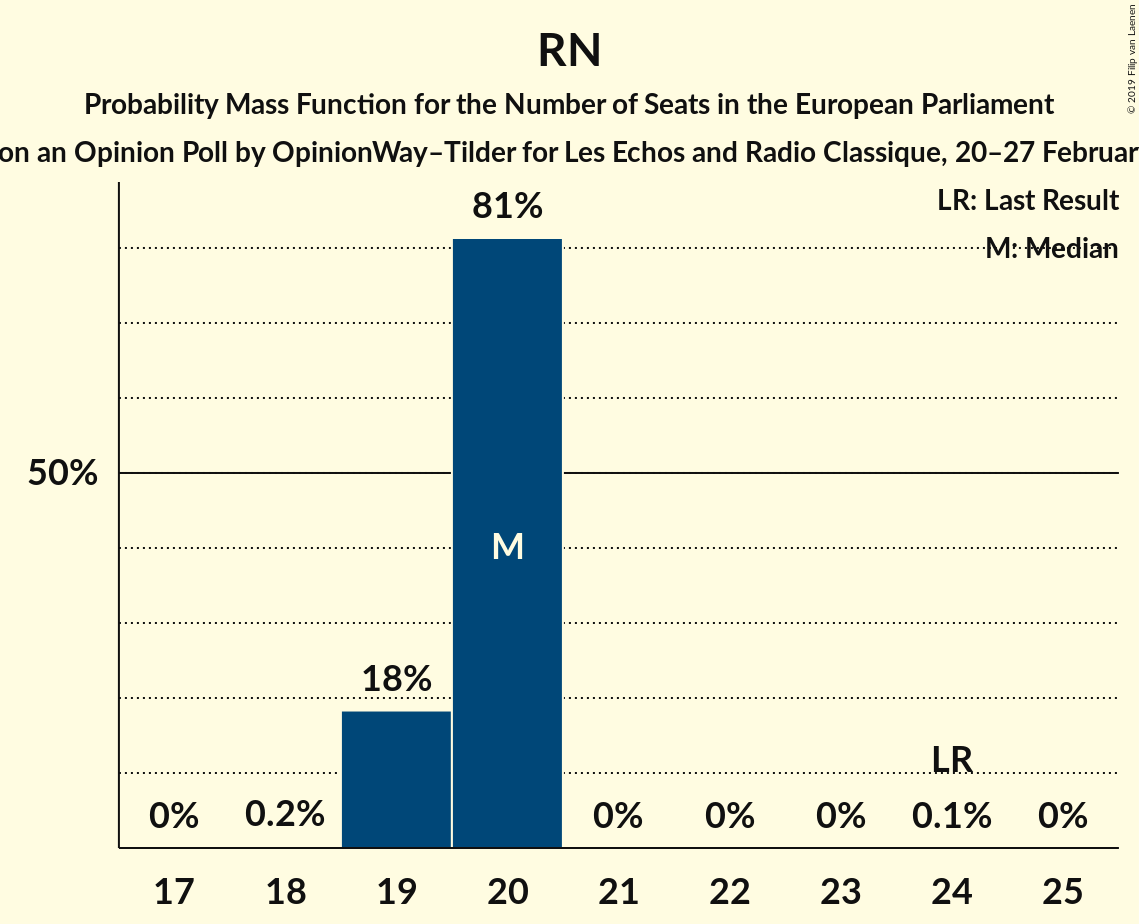 RN
Probability Mass Function for the Number of Seats in the European Parliament
on an Opinion Poll by OpinionWay–Tilder for Les Echos and Radio Classique, 20–27 Februar
© 2019 Filip van Laenen
LR: Last Result
M: Median
81%
50%
M
18%
LR
0% 0.2% 0% 0% 0% 0.1% 0%
17 18 19 20 21 22 23 24 25